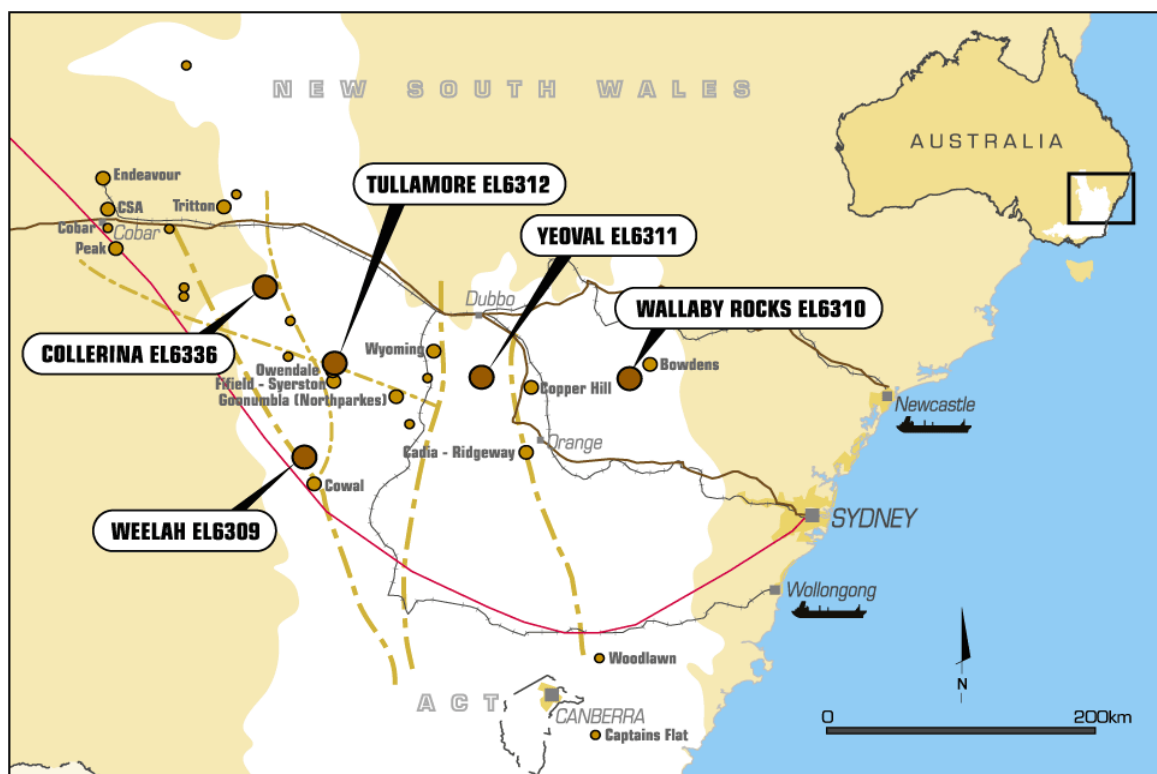 NEW SOUTH WALES
AUSTRALIA
Endeavour
TULLAMORE EL6312
CSA
Tritton
Cobar
Cobar
YEOVAL EL6311
Peak
Dubbo
WALLABY ROCKS EL6310
COLLERINA EL6336
Wyoming
Owendale
Bowdens
Fifield - Syerston
Copper Hill
Goonumbla (Northparkes)
Newcastle
Orange
Cadia - Ridgeway
Cowal
SYDNEY
WEELAH EL6309
Wollongong
Woodlawn
N
ACT
CANBERRA
0 200km
Captains Flat